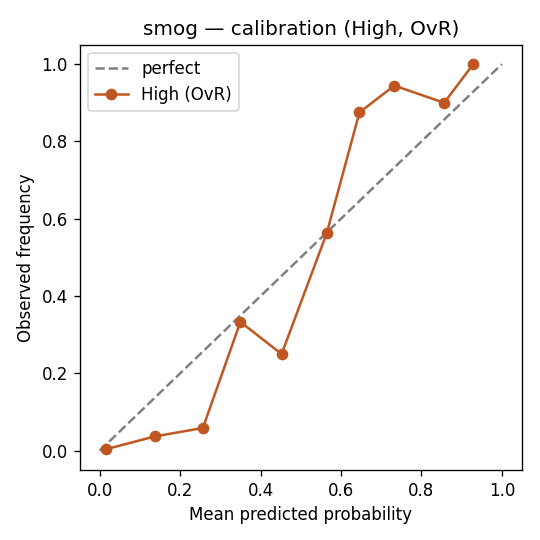 smog — calibration (High, OvR)
perfect
High (OvR)
Observed frequency
1.0
0.8
0.6
0.4
0.2
0.0
0.0 0.2 0.4 0.6 0.8 1.0
Mean predicted probability